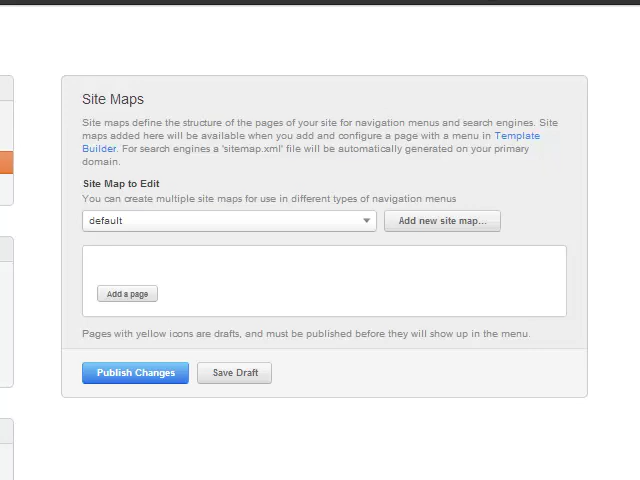 Site Maps
Site maps define the structure of the pages of your site for navigation menus and search engines. Site
maps added here will be available when you add and configure a page with a menu in Template
Builder. For search engines a 'sitemap.xml' file will be automatically generated on your primary
domain.
Site Map to Edit
You can create multiple site maps for use in different types of navigation menus
default
Add new site map...
Add a page
Pages with yellow icons are drafts, and must be published before they will show up in the menu.
Publish Changes
Save Draft